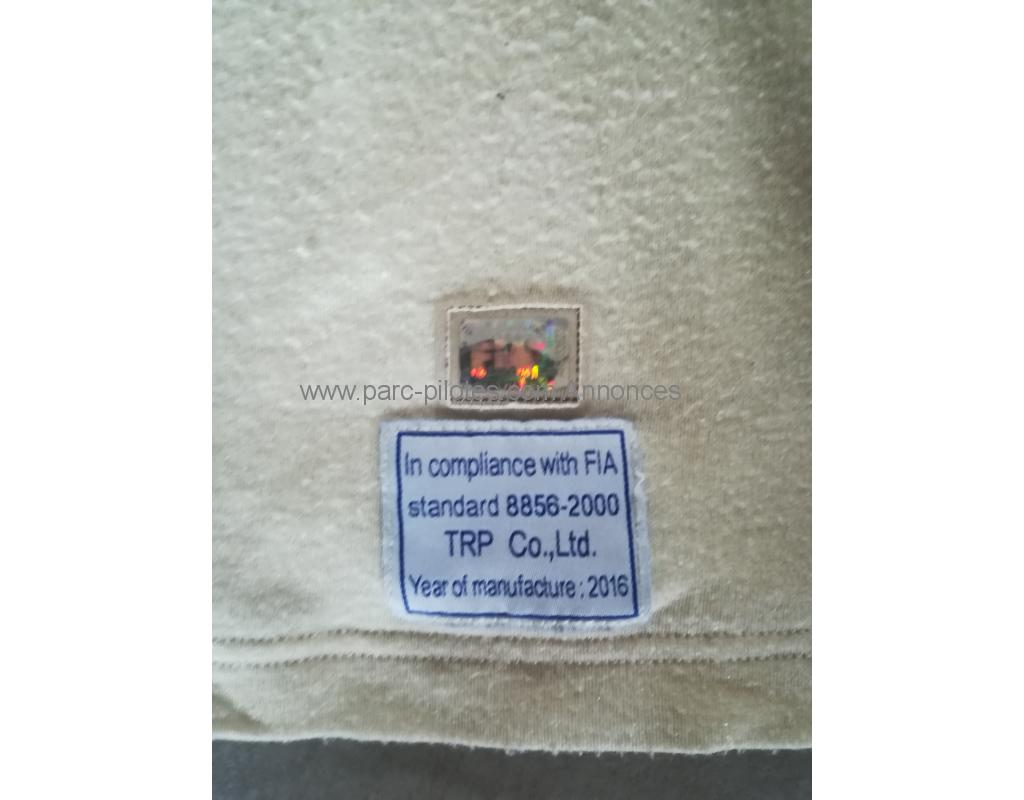 www.parc-pilotes.com/Annonces
In compliance with FIA
standard 8856-2000
TRP Co.,Ltd.
Year of manufacture : 2016